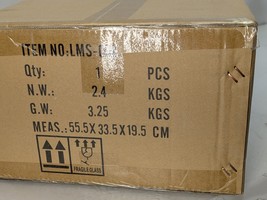 ITEM NO:LMS-
Qty: 1 PCS
N.W.: 2.4 KGS
G.W.: 3.25 KGS
MEAS.: 55.5X33.5X19.5 CM
FRAGILE GLASS